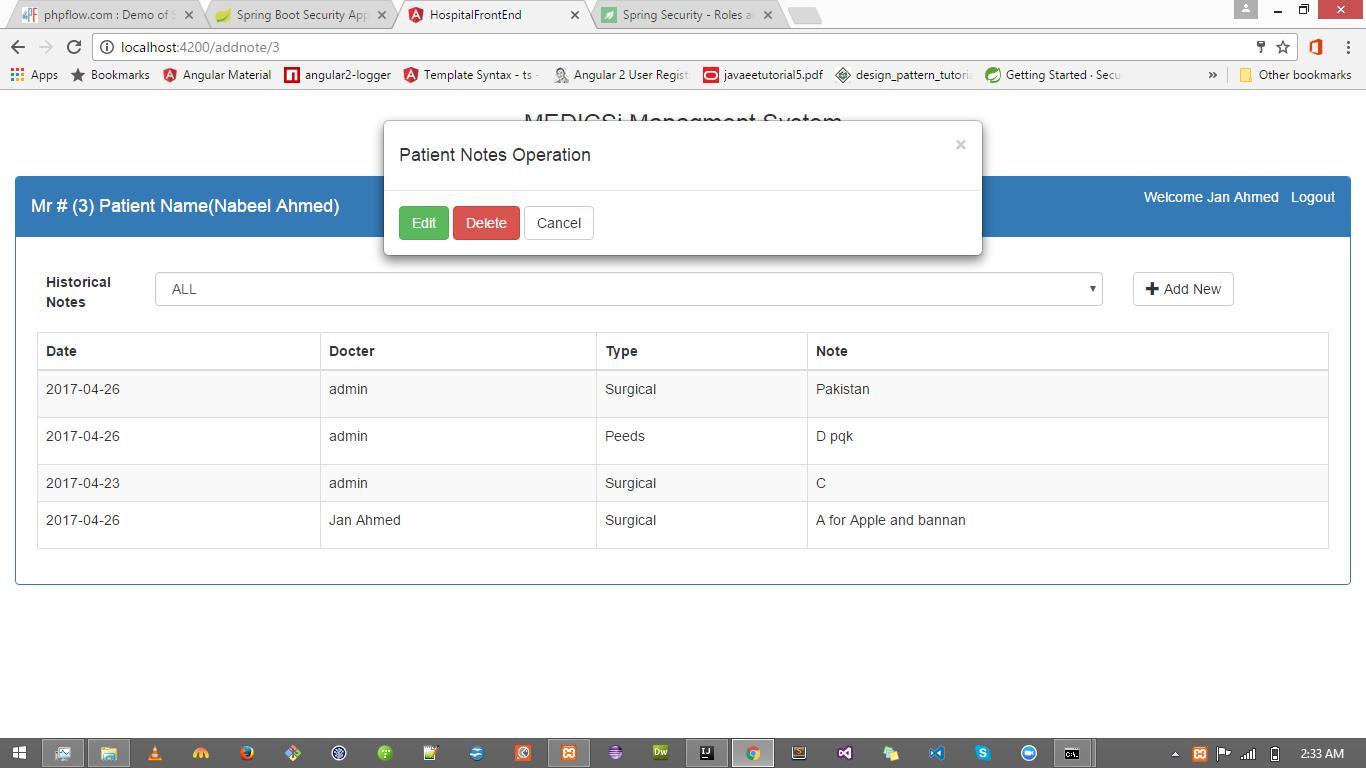 phpflow.com : Demo of S
Spring Boot Security App
HospitalFrontEnd
Spring Security - Roles a
localhost:4200/addnote/3
Apps
Bookmarks
Angular Material
angular2-logger
Template Syntax - ts -
Angular 2 User Regist
javaeetutorial5.pdf
design_pattern_tutoria
Getting Started · Secu
»
Other bookmarks
MEDICSi Managment System
Patient Notes Operation
×
Mr # (3) Patient Name(Nabeel Ahmed)
Welcome Jan Ahmed Logout
Edit Delete Cancel
Historical
Notes
ALL
Add New
Date Docter Type Note
2017-04-26 admin Surgical Pakistan
2017-04-26 admin Peeds D pqk
2017-04-23 admin Surgical C
2017-04-26 Jan Ahmed Surgical A for Apple and bannan
2:33 AM